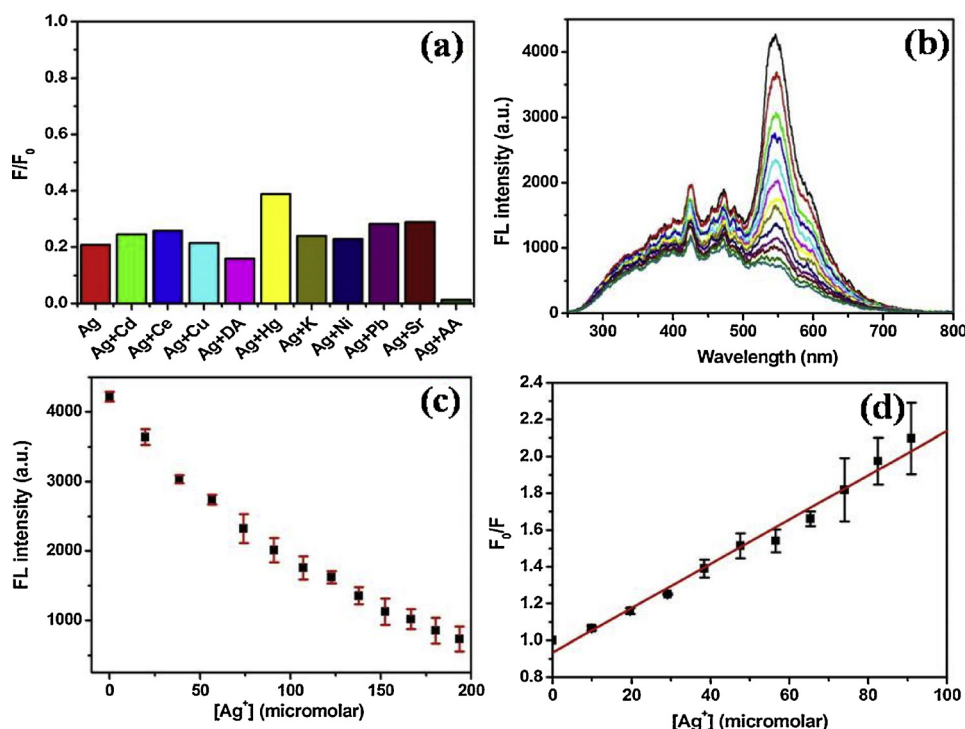 (a)
F/F₀
1.0
0.8
0.6
0.4
0.2
0.0
Ag
Ag+Cd
Ag+Ce
Ag+Cu
Ag+DA
Ag+Hg
Ag+K
Ag+Ni
Ag+Pb
Ag+Sr
Ag+AA
(b)
FL intensity (a.u.)
4000
3000
2000
1000
0
300 400 500 600 700 800
Wavelength (nm)
(c)
FL intensity (a.u.)
4000
3000
2000
1000
0 50 100 150 200
[Ag⁺] (micromolar)
(d)
F₀/F
2.4
2.2
2.0
1.8
1.6
1.4
1.2
1.0
0.8
0 20 40 60 80 100
[Ag⁺] (micromolar)